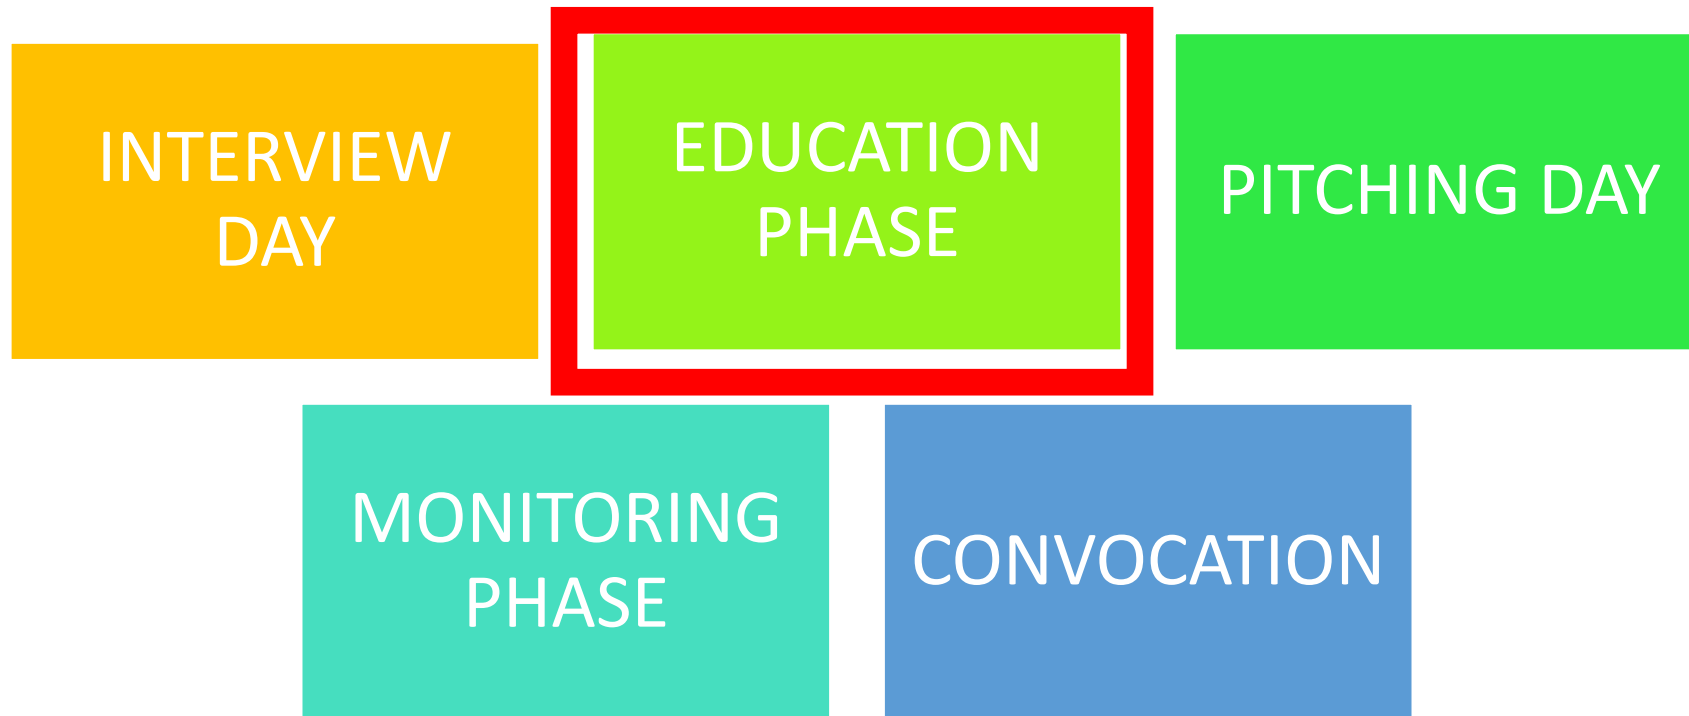 INTERVIEW
DAY
EDUCATION
PHASE
PITCHING DAY
MONITORING
PHASE
CONVOCATION